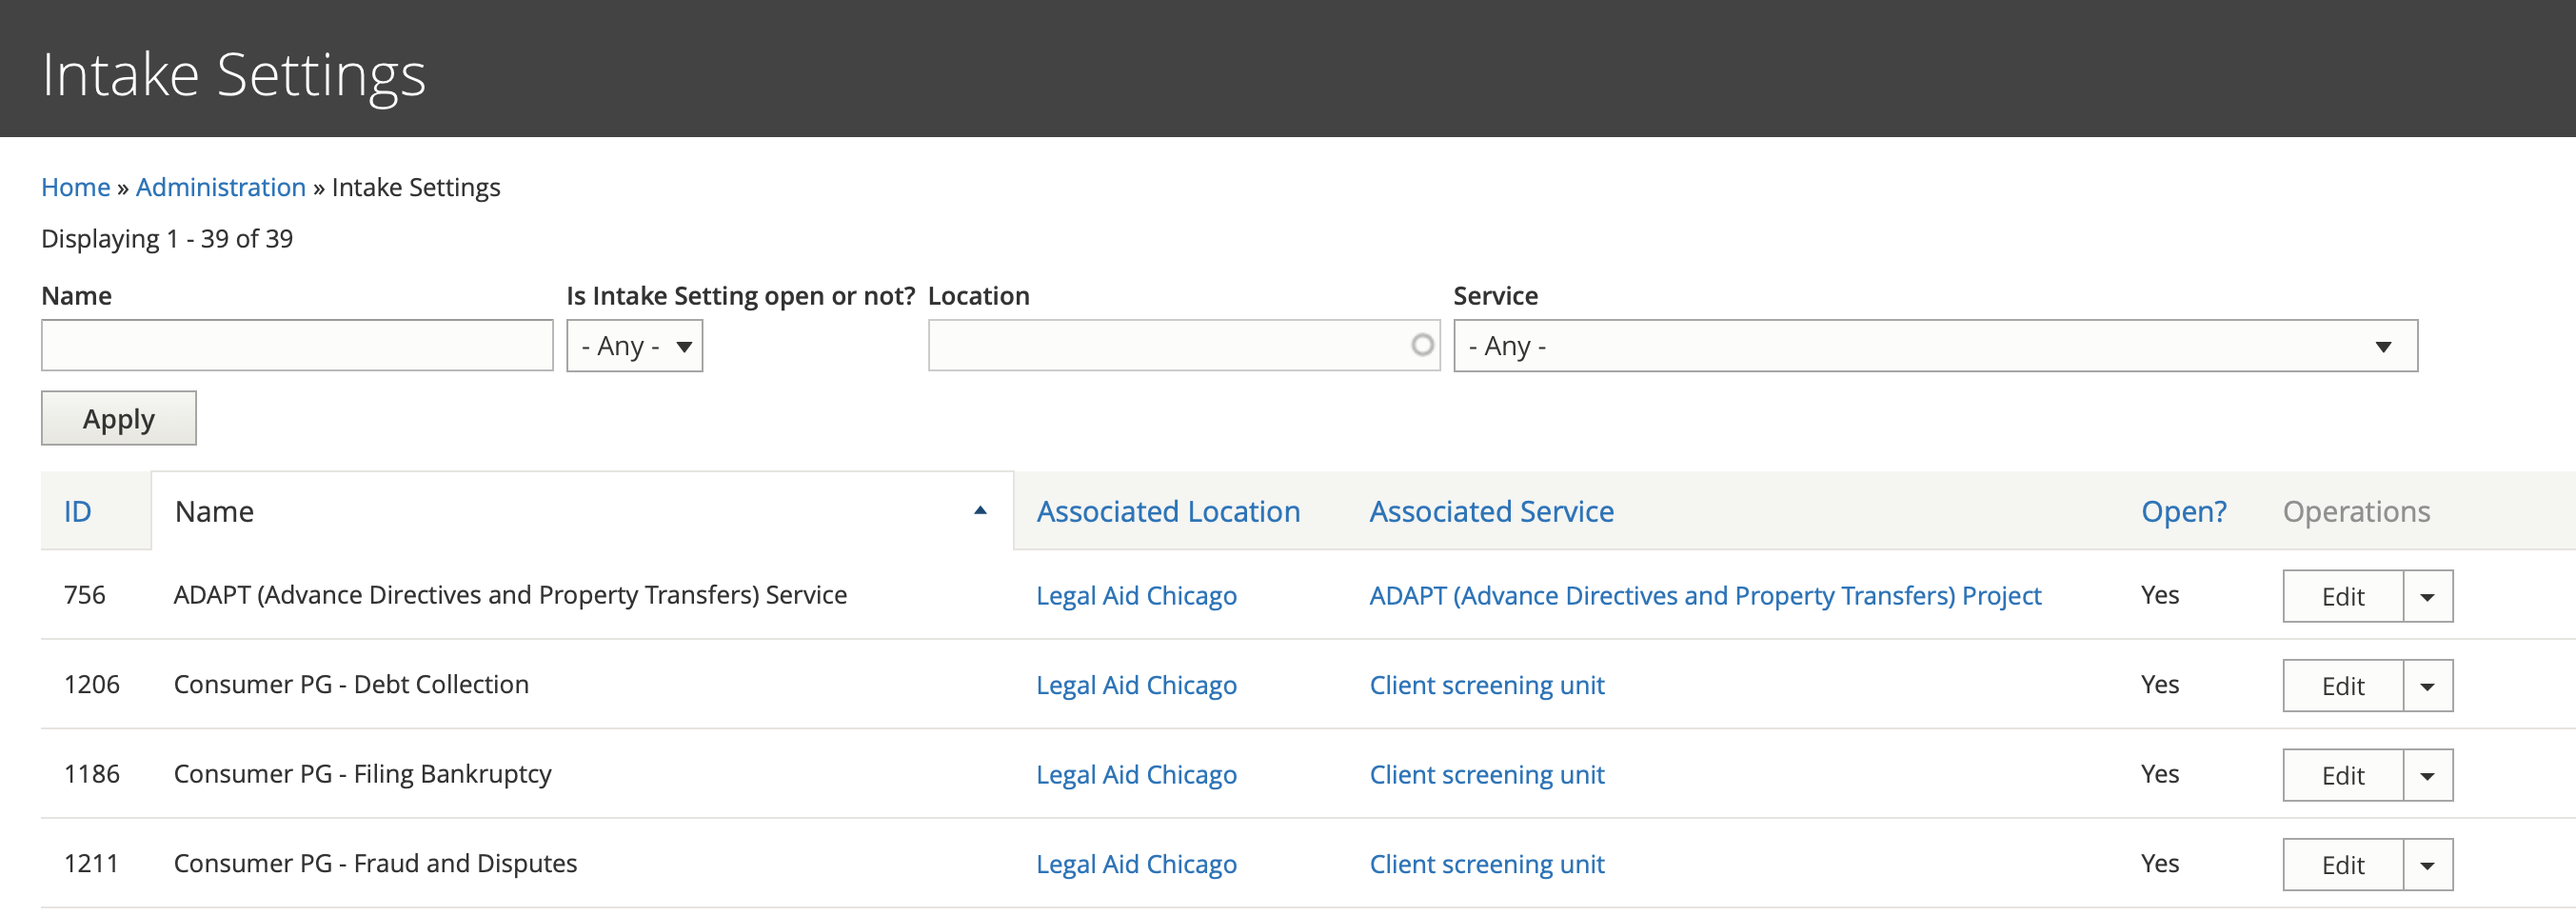 Intake Settings
Home » Administration » Intake Settings
Displaying 1 - 39 of 39
Name Is Intake Setting open or not? Location Service
- Any - - Any -
Apply
ID Name Associated Location Associated Service Open? Operations
756 ADAPT (Advance Directives and Property Transfers) Service Legal Aid Chicago ADAPT (Advance Directives and Property Transfers) Project Yes Edit
1206 Consumer PG - Debt Collection Legal Aid Chicago Client screening unit Yes Edit
1186 Consumer PG - Filing Bankruptcy Legal Aid Chicago Client screening unit Yes Edit
1211 Consumer PG - Fraud and Disputes Legal Aid Chicago Client screening unit Yes Edit